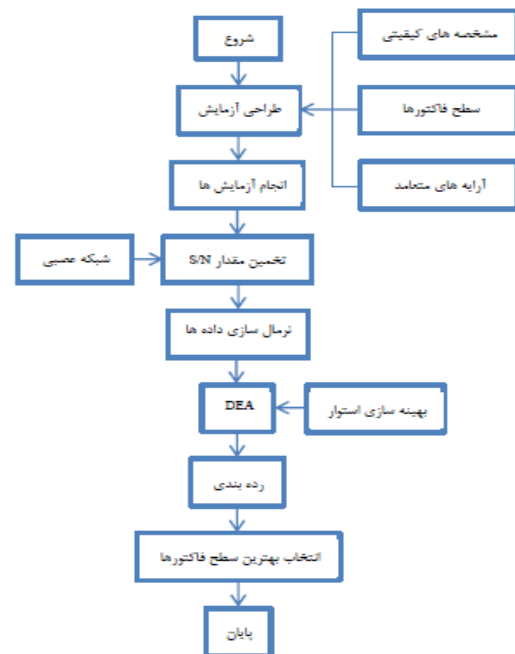 شروع
مشخصه های کیفیتی
طراحی آزمایش
سطح فاکتورها
آرایه های متعامد
انجام آزمایش ها
تخمین مقدار S/N
شبکه عصبی
نرمال سازی داده ها
DEA
بهینه سازی استوار
رده بندی
انتخاب بهترین سطح فاکتورها
پایان